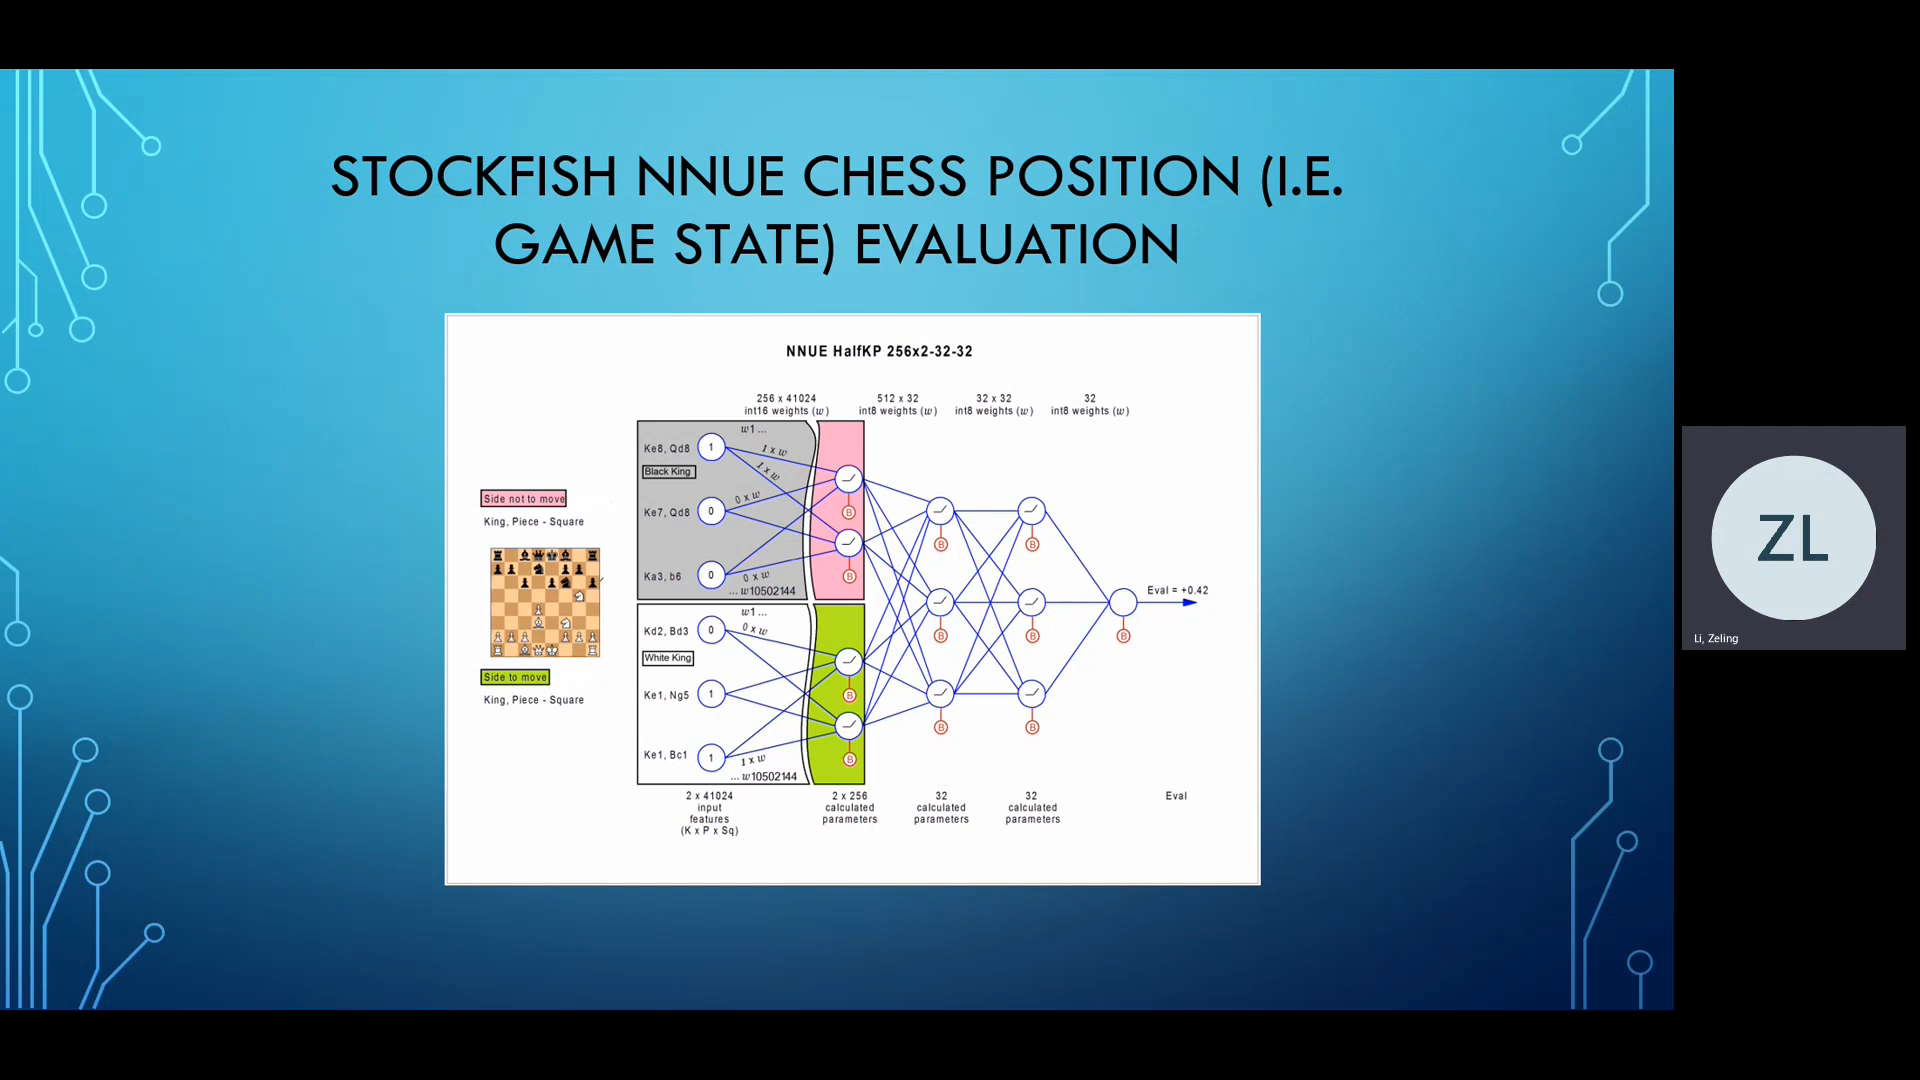 STOCKFISH NNUE CHESS POSITION (I.E.
GAME STATE) EVALUATION
NNUE HalfKP 256x2-32-32
256 x 41024
int16 weights (w)
512 x 32
int8 weights (w)
32 x 32
int8 weights (w)
32
int8 weights (w)
Side not to move
King, Piece - Square
Side to move
King, Piece - Square
w1 ...
Ke8, Qd8
1
1 x w
1 x w
Black King
0 x w
Ke7, Qd8
0
Ka3, b6
0
0 x w
... w10502144
w1 ...
Kd2, Bd3
0
0 x w
White King
Ke1, Ng5
1
Ke1, Bc1
1
1 x w
... w10502144
B
B
B
B
B
B
B
B
B
B
B
Eval = +0.42
2 x 41024
input
features
(K x P x Sq)
2 x 256
calculated
parameters
32
calculated
parameters
32
calculated
parameters
Eval
ZL
Li, Zeling